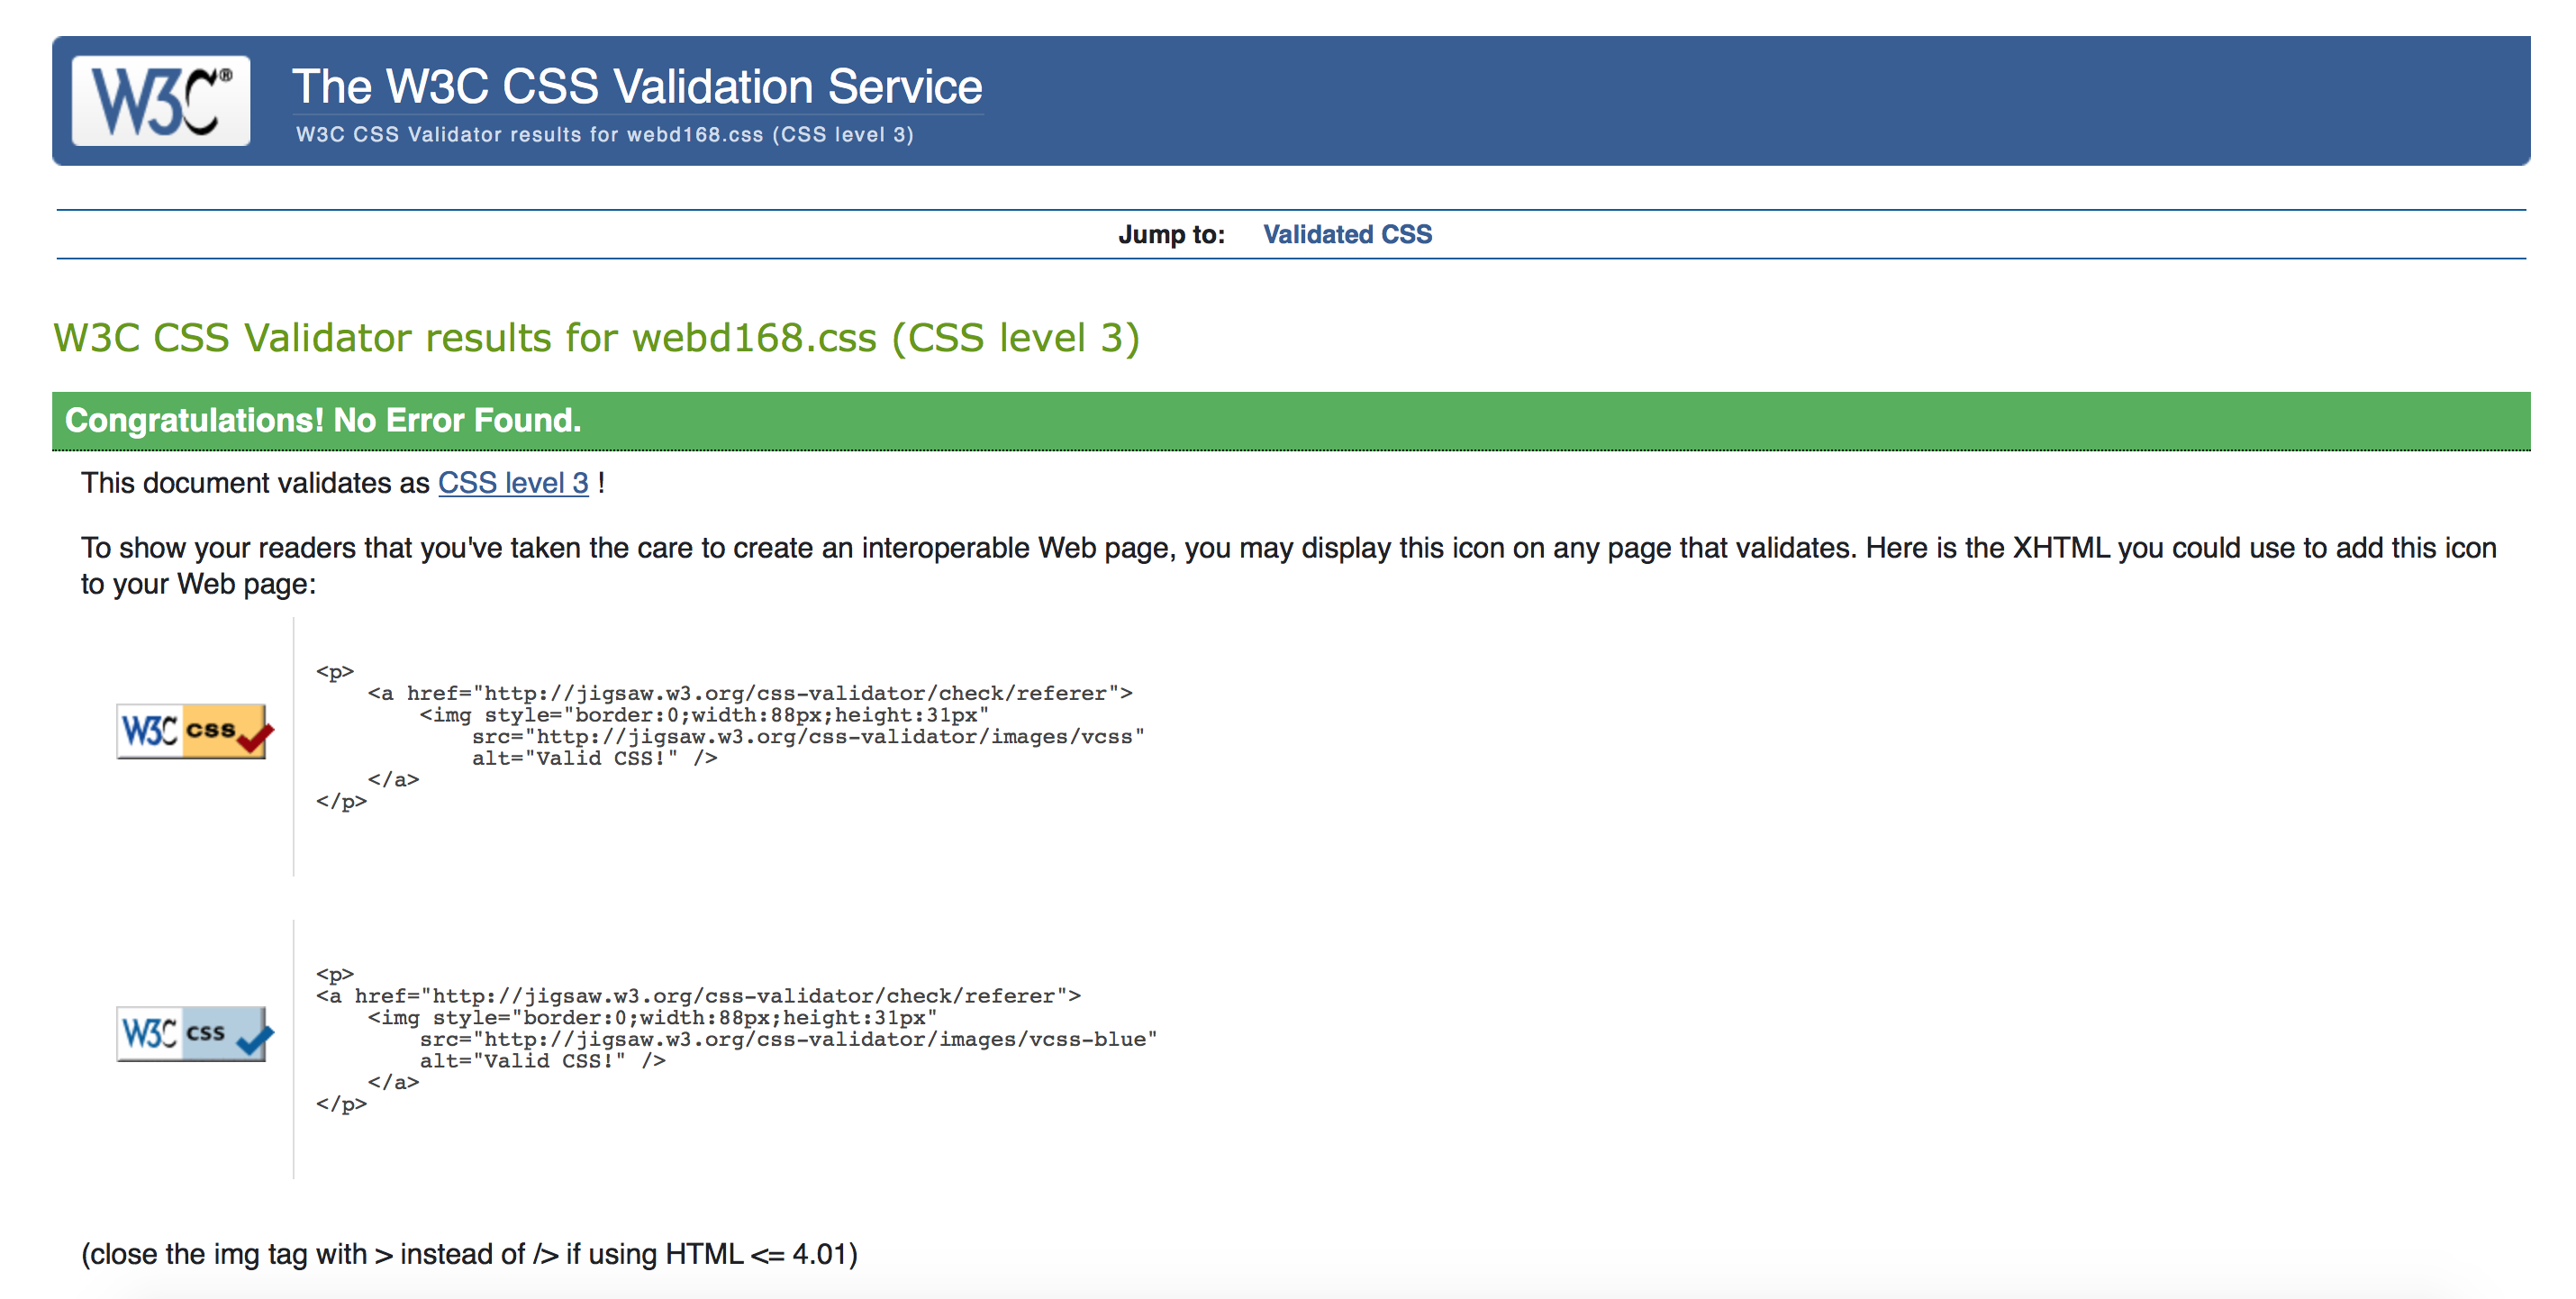 W3C®
The W3C CSS Validation Service
W3C CSS Validator results for webd168.css (CSS level 3)
Jump to: Validated CSS
W3C CSS Validator results for webd168.css (CSS level 3)
Congratulations! No Error Found.
This document validates as CSS level 3 !
To show your readers that you've taken the care to create an interoperable Web page, you may display this icon on any page that validates. Here is the XHTML you could use to add this icon
to your Web page:
W3C css
<p>
    <a href="http://jigsaw.w3.org/css-validator/check/referer">
        <img style="border:0;width:88px;height:31px"
            src="http://jigsaw.w3.org/css-validator/images/vcss"
            alt="Valid CSS!" />
    </a>
</p>
W3C css
<p>
<a href="http://jigsaw.w3.org/css-validator/check/referer">
    <img style="border:0;width:88px;height:31px"
        src="http://jigsaw.w3.org/css-validator/images/vcss-blue"
        alt="Valid CSS!" />
    </a>
</p>
(close the img tag with > instead of /> if using HTML <= 4.01)